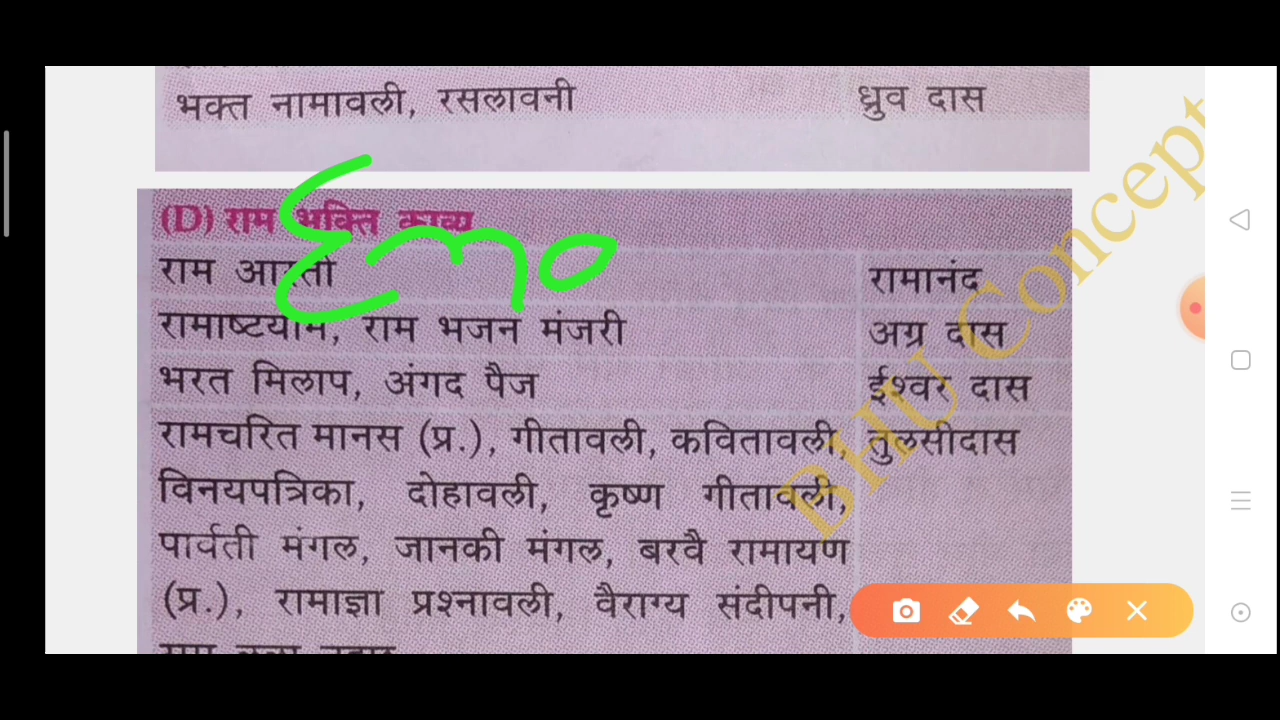 भक्त नामावली, रसलावनी ध्रुव दास
(D) राम भक्ति काव्य
राम आरती रामानंद
रामाष्टयाम, राम भजन मंजरी अग्र दास
भरत मिलाप, अंगद पैज ईश्वर दास
रामचरित मानस (प्र.), गीतावली, कवितावली, तुलसीदास
विनयपत्रिका, दोहावली, कृष्ण गीतावली,
पार्वती मंगल, जानकी मंगल, बरवै रामायण
(प्र.), रामाज्ञा प्रश्नावली, वैराग्य संदीपनी,
BHU Concept